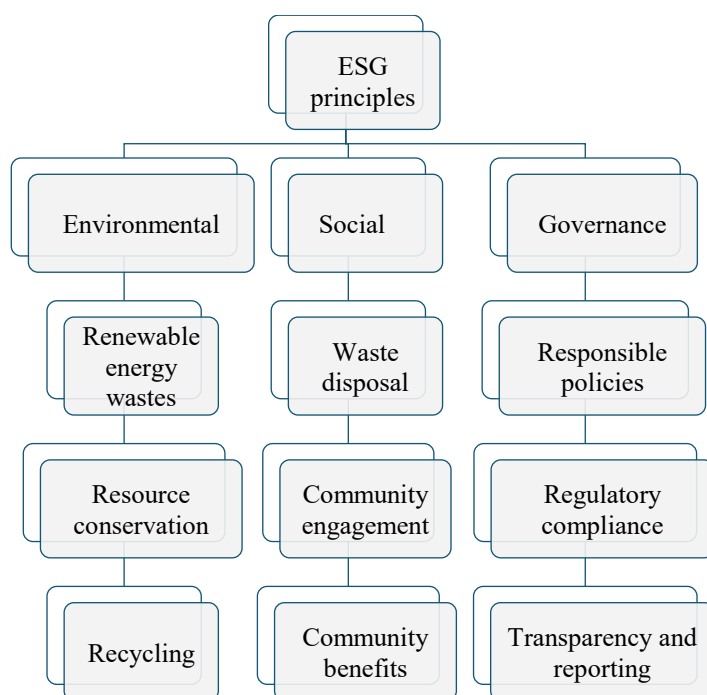 ESG
principles
Environmental
Social
Governance
Renewable
energy
wastes
Waste
disposal
Responsible
policies
Resource
conservation
Community
engagement
Regulatory
compliance
Recycling
Community
benefits
Transparency and
reporting